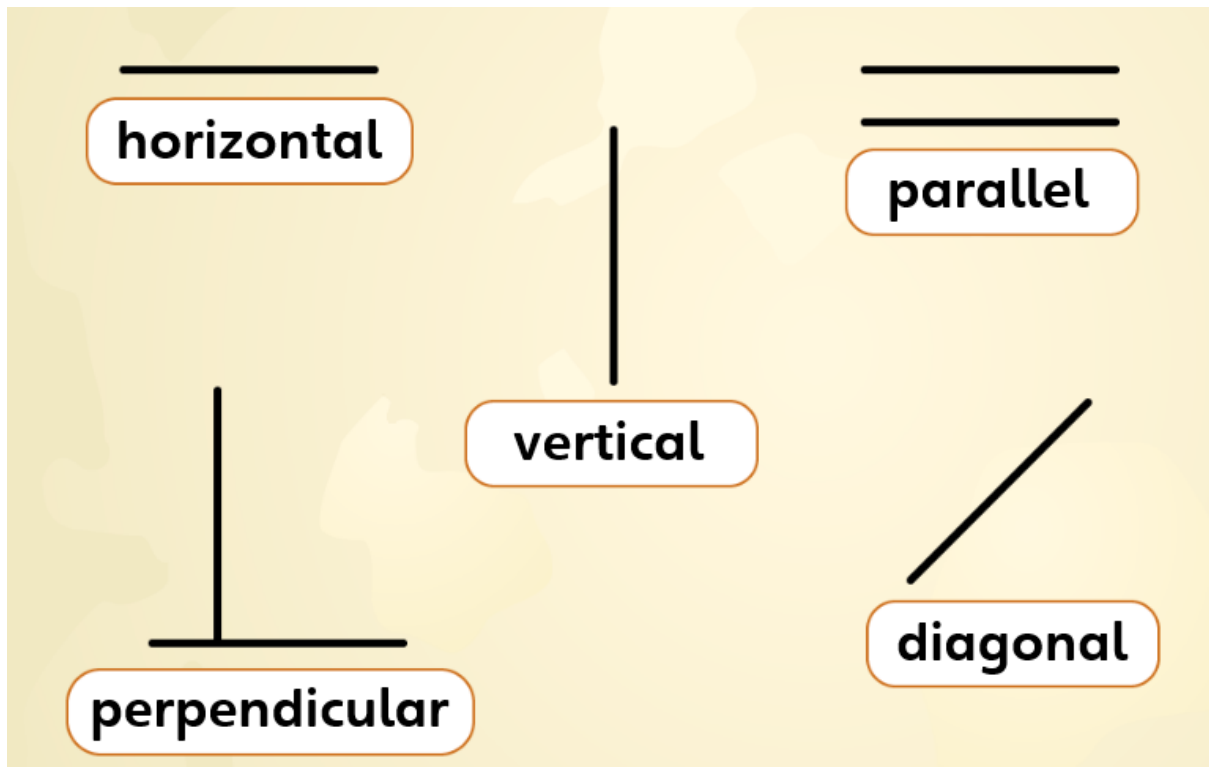 horizontal
parallel
vertical
diagonal
perpendicular